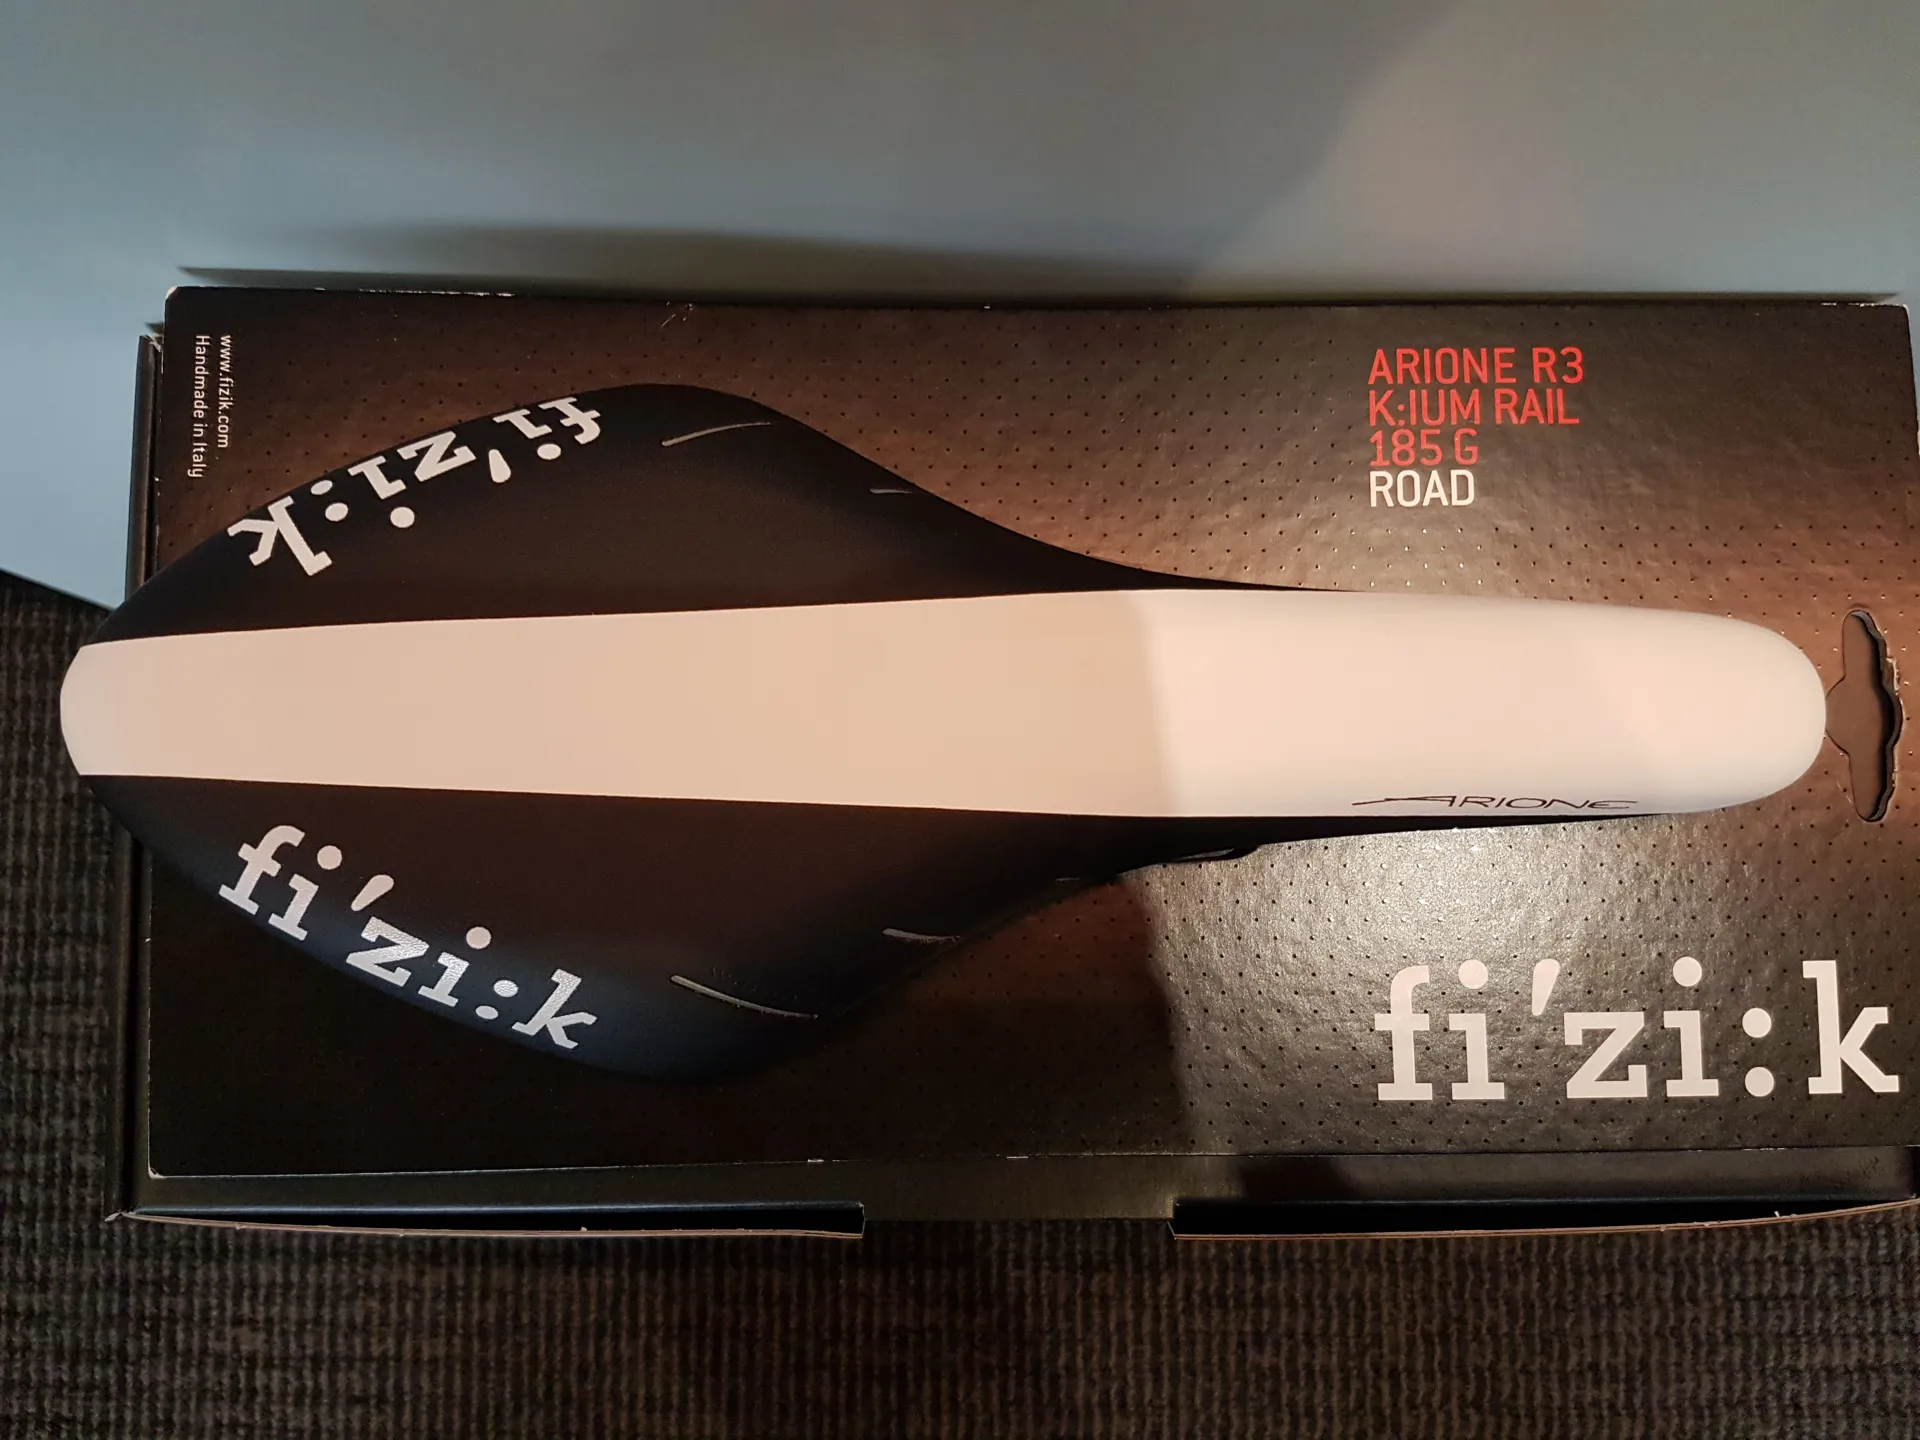 www.fizik.com
Handmade in Italy
ARIONE R3
K:IUM RAIL
185 G
ROAD
fi'zi:k
ARIONE
fi'zi:k
fi'zi:k